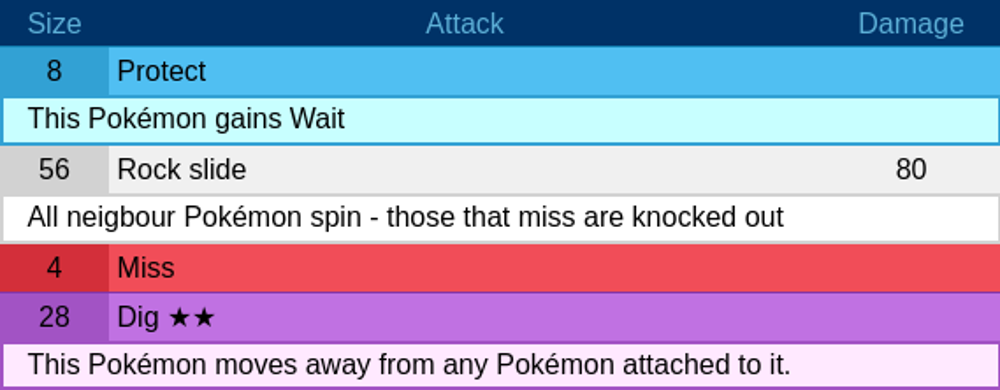 Size Attack Damage
8 Protect
This Pokémon gains Wait
56 Rock slide 80
All neigbour Pokémon spin - those that miss are knocked out
4 Miss
28 Dig ★★
This Pokémon moves away from any Pokémon attached to it.